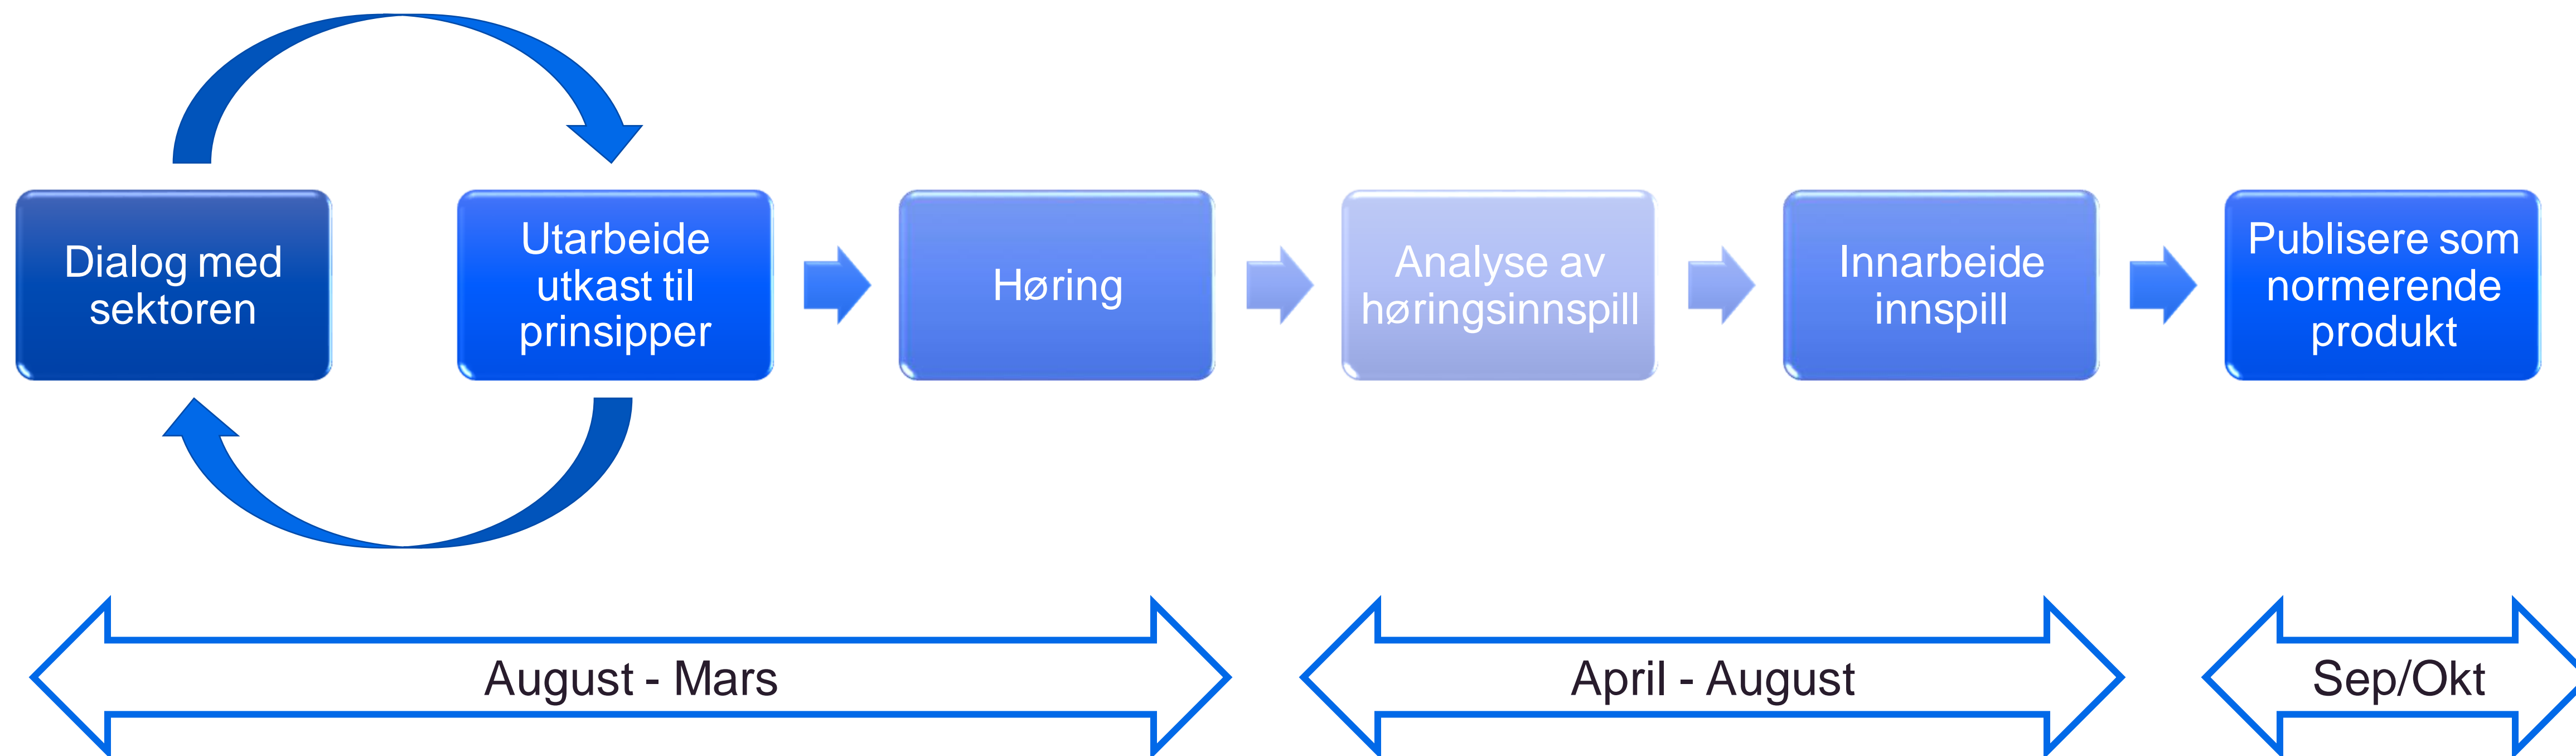 Dialog med
sektoren
Utarbeide
utkast til
prinsipper
Høring
Analyse av
høringsinnspill
Innarbeide
innspill
Publisere som
normerende
produkt
August - Mars
April - August
Sep/Okt